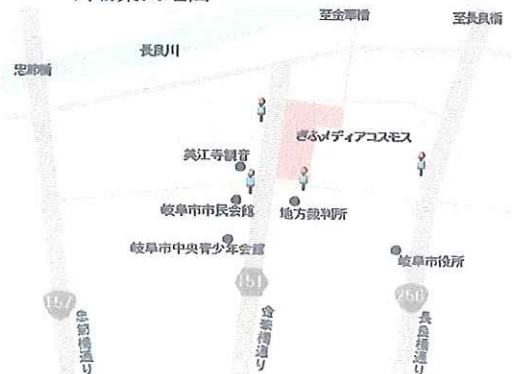 至金華橋
至長良橋
長良川
忠節橋
ぎふメディアコスモス
美江寺観音
岐阜市市民会館
地方裁判所
岐阜市中央青少年会館
岐阜市役所
157
151
256
忠節橋通り
金華橋通り
長良橋通り